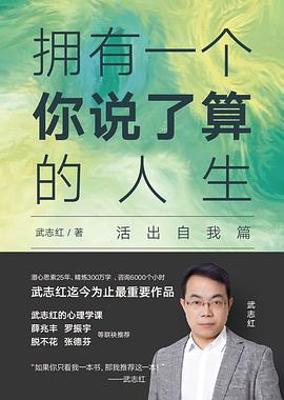 拥有一个
你说了算
的人生
武志红/著
活出自我篇
潜心思索25年、精炼300万字、咨询6000个小时
武志红迄今为止最重要作品
武志红的心理学课
薛兆丰 罗振宇
脱不花 张德芬
等联袂推荐
“如果你只看我一本书,那我推荐这一本!”
——武志红
武志红